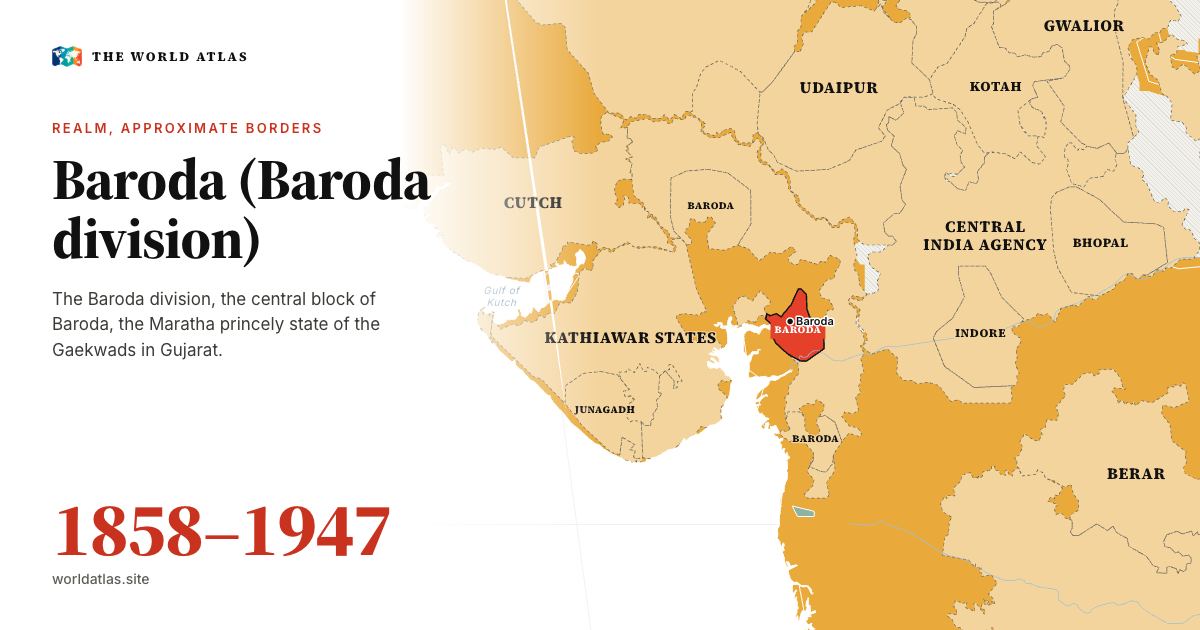 THE WORLD ATLAS
REALM, APPROXIMATE BORDERS
Baroda (Baroda
division)
The Baroda division, the central block of
Baroda, the Maratha princely state of the
Gaekwads in Gujarat.
1858–1947
worldatlas.site
GWALIOR
UDAIPUR
KOTAH
CUTCH
BARODA
CENTRAL
INDIA AGENCY
BHOPAL
Gulf of
Kutch
Baroda
BARODA
KATHIAWAR STATES
INDORE
JUNAGADH
BARODA
BERAR